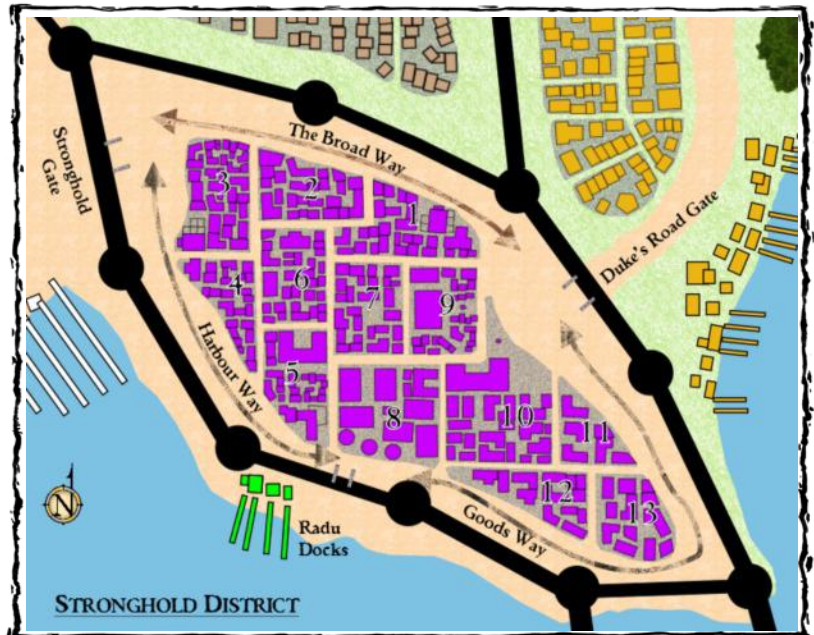 The Broad Way
Stronghold
Gate
3
2
1
Duke's Road Gate
4
6
7
9
Harbour Way
5
8
10
11
12
13
Goods Way
N
Radu
Docks
Stronghold District